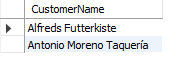 CustomerName
Alfreds Futterkiste
Antonio Moreno Taquería